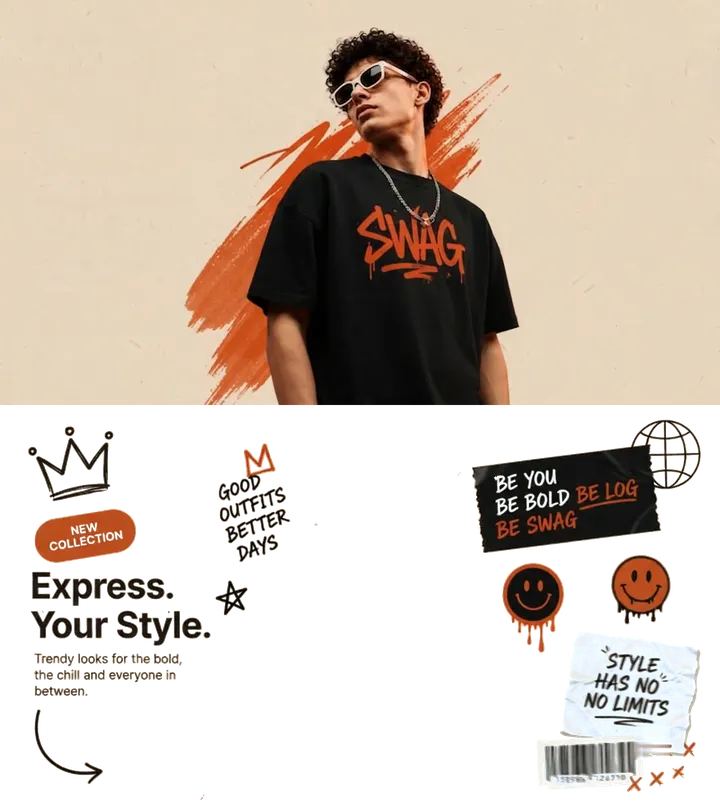 SWAG
NEW
COLLECTION
Express.
Your Style.
Trendy looks for the bold,
the chill and everyone in
between.
GOOD
OUTFITS
BETTER
DAYS
BE YOU
BE BOLD BE LOG
BE SWAG
STYLE
HAS NO
NO LIMITS